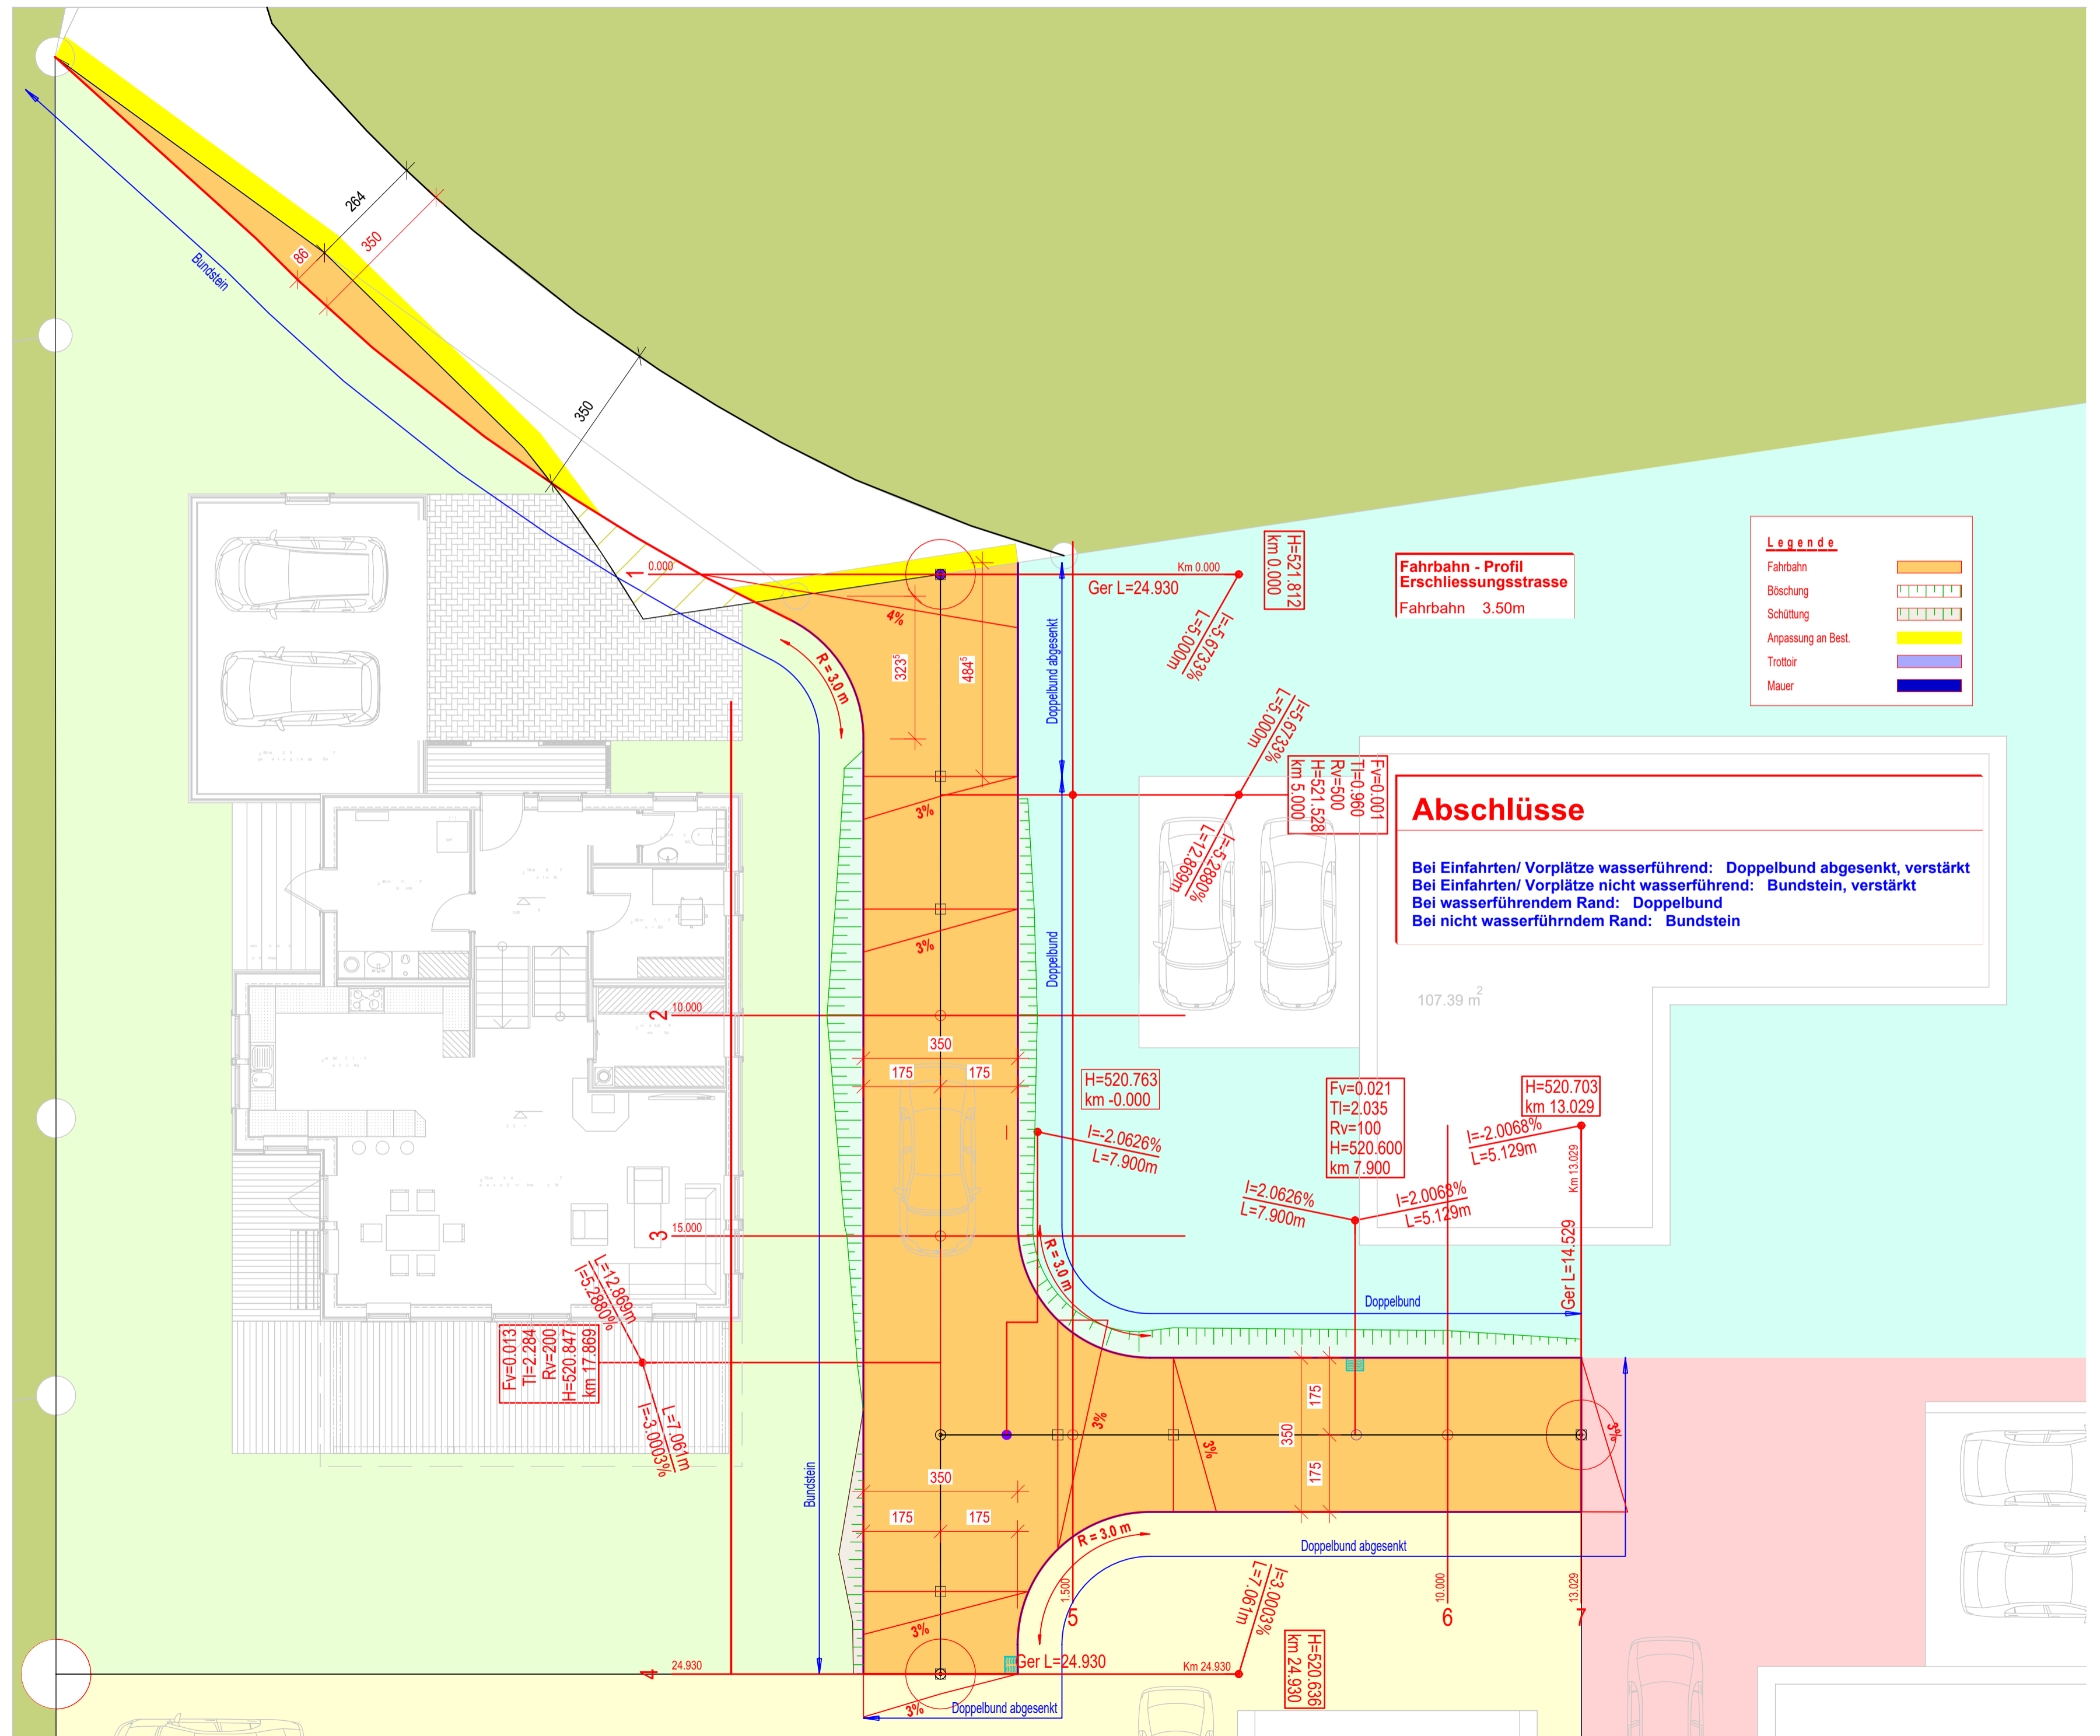 264
350
86
Bundstein
350
1
0.000
Km 0.000
Ger L=24.930
H=521.812
km 0.000
I=-5.6733%
L=5.000m
Fahrbahn - Profil
Erschliessungsstrasse
Fahrbahn 3.50m
Legende
Fahrbahn
Böschung
Schüttung
Anpassung an Best.
Trottoir
Mauer
4%
R = 3.0 m
323⁵
484⁵
Doppelbund abgesenkt
I=5.6733%
L=5.000m
Fv=0.001
Tl=0.960
Rv=500
H=521.528
km 5.000
I=-5.2880%
L=12.869m
3%
Abschlüsse
Bei Einfahrten/ Vorplätze wasserführend: Doppelbund abgesenkt, verstärkt
Bei Einfahrten/ Vorplätze nicht wasserführend: Bundstein, verstärkt
Bei wasserführendem Rand: Doppelbund
Bei nicht wasserführndem Rand: Bundstein
3%
Doppelbund
107.39 m²
2
10.000
350
175
175
H=520.763
km -0.000
I=-2.0626%
L=7.900m
Fv=0.021
Tl=2.035
Rv=100
H=520.600
km 7.900
H=520.703
km 13.029
I=-2.0068%
L=5.129m
Km 13.029
I=2.0626%
L=7.900m
I=2.0068%
L=5.129m
3
15.000
R = 3.0 m
Ger L=14.529
Doppelbund
L=12.869m
I=5.2880%
Fv=0.013
Tl=2.284
Rv=200
H=520.847
km 17.869
L=7.061m
I=-3.0003%
3%
3%
175
350
175
3%
Bundstein
350
175
175
R = 3.0 m
Doppelbund abgesenkt
1.500
5
10.000
6
13.029
7
I=3.0003%
L=7.061m
3%
4
24.930
Ger L=24.930
Km 24.930
H=520.636
km 24.930
3%
Doppelbund abgesenkt